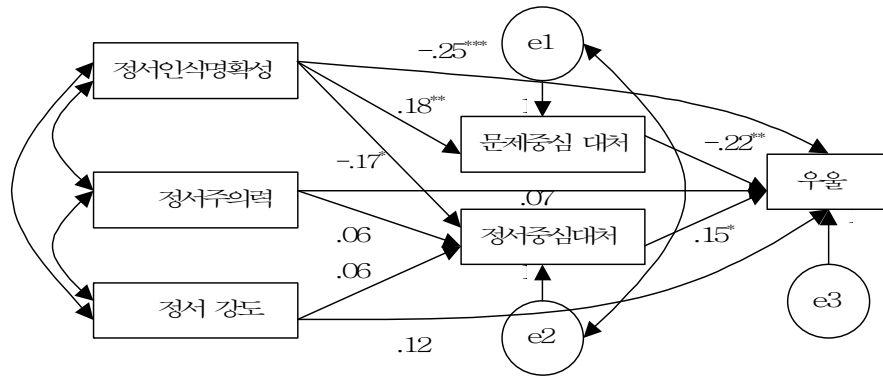 -.25***
e1
정서인식명확성
.18**
1
문제중심 대처
-.22**
-.17*
우울
정서주의력
.07
.06
정서중심대처
.15*
.06
1
정서 강도
e3
e2
.12